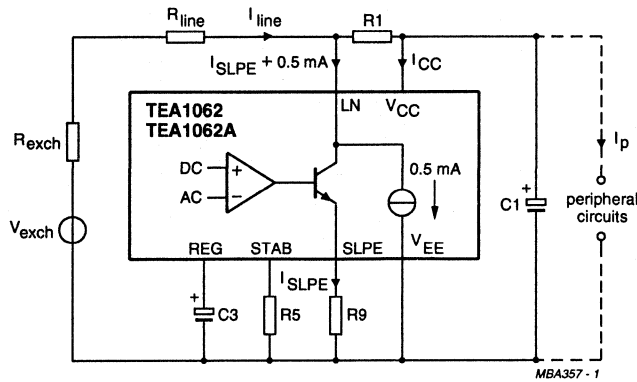 Rline
Iline
R1
ISLPE + 0.5 mA
ICC
LN
VCC
TEA1062
TEA1062A
Rexch
DC
+
AC
−
0.5 mA
Ip
+
C1
peripheral
circuits
Vexch
VEE
REG
STAB
SLPE
ISLPE
+
C3
R5
R9
MBA357 - 1